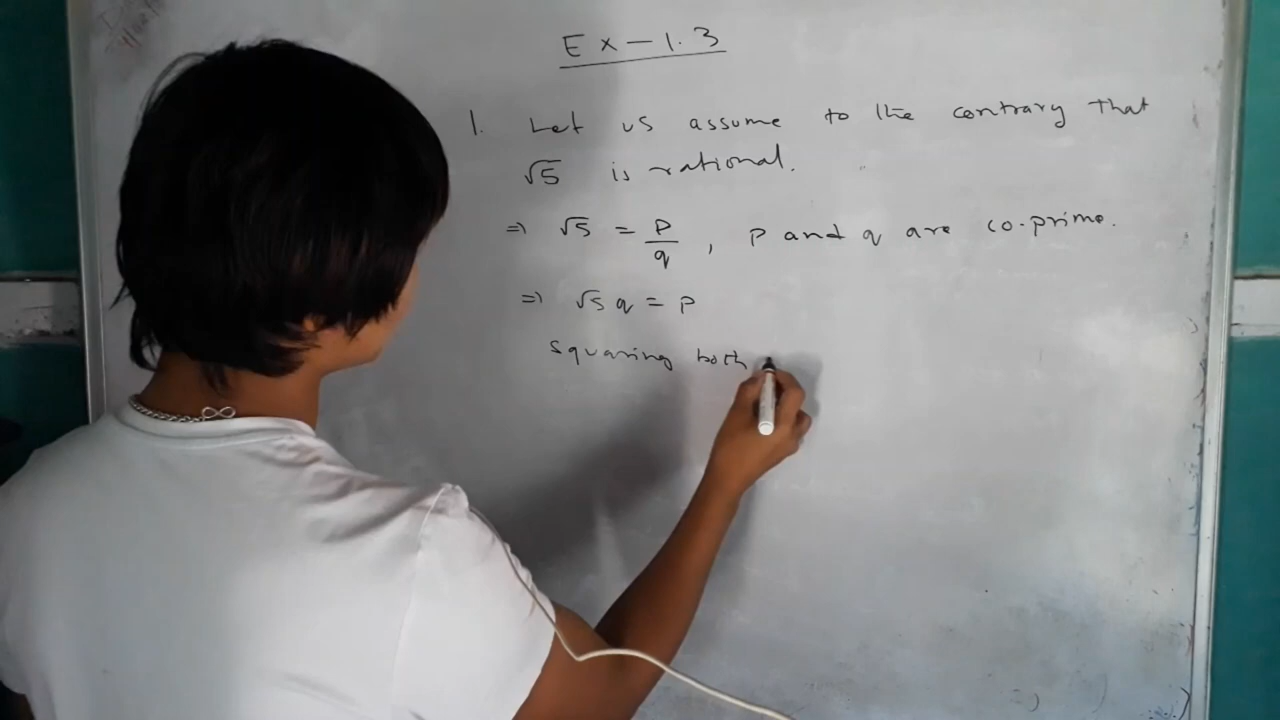 Ex-1.3
1. Let us assume to the contrary that
√5 is rational.
⇒ √5 = p/q, p and q are co-prime.
⇒ √5 q = p
squaring both